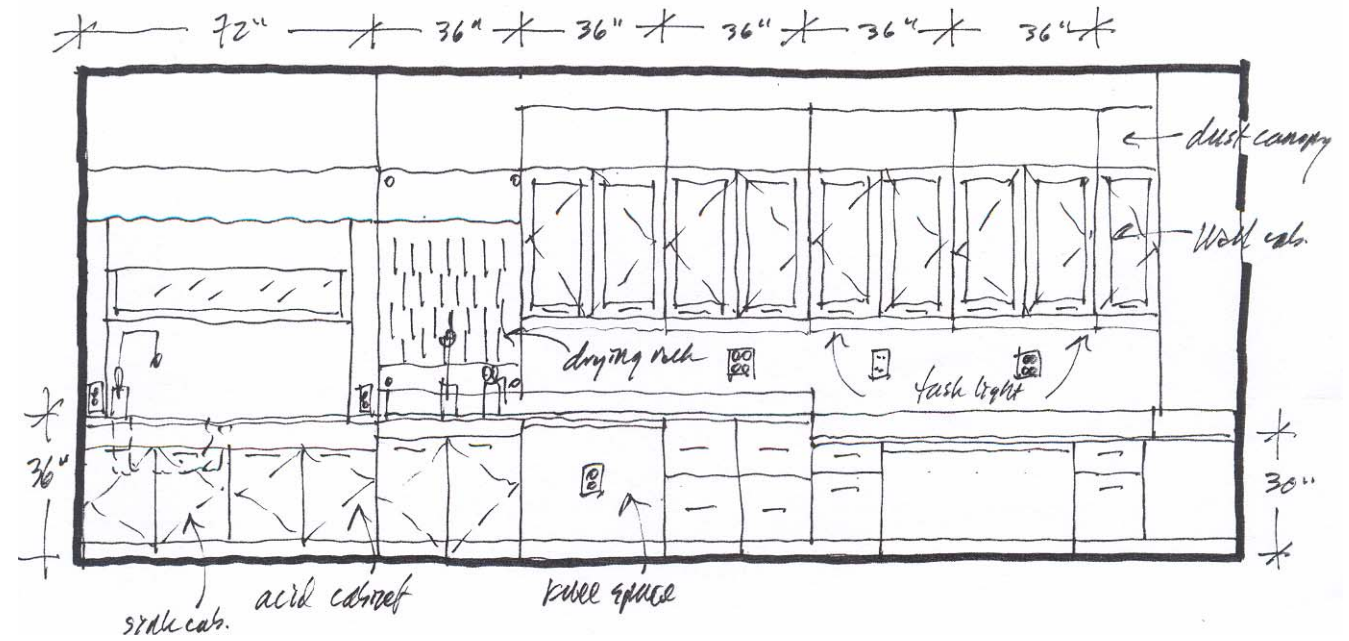 72" 36" 36" 36" 36" 36"
dust canopy
Wall cab.
drying rack
task light
36"
30"
acid cabinet
knee space
sink cab.